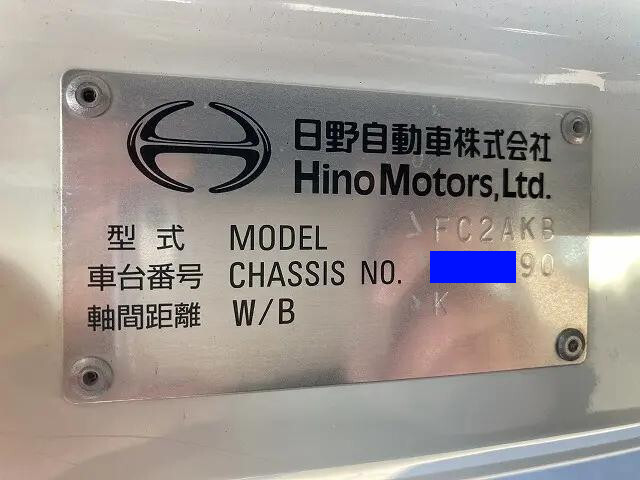 日野自動車株式会社
Hino Motors, Ltd.
型式 MODEL FC2AKB
車台番号 CHASSIS NO. 90
軸間距離 W/B K